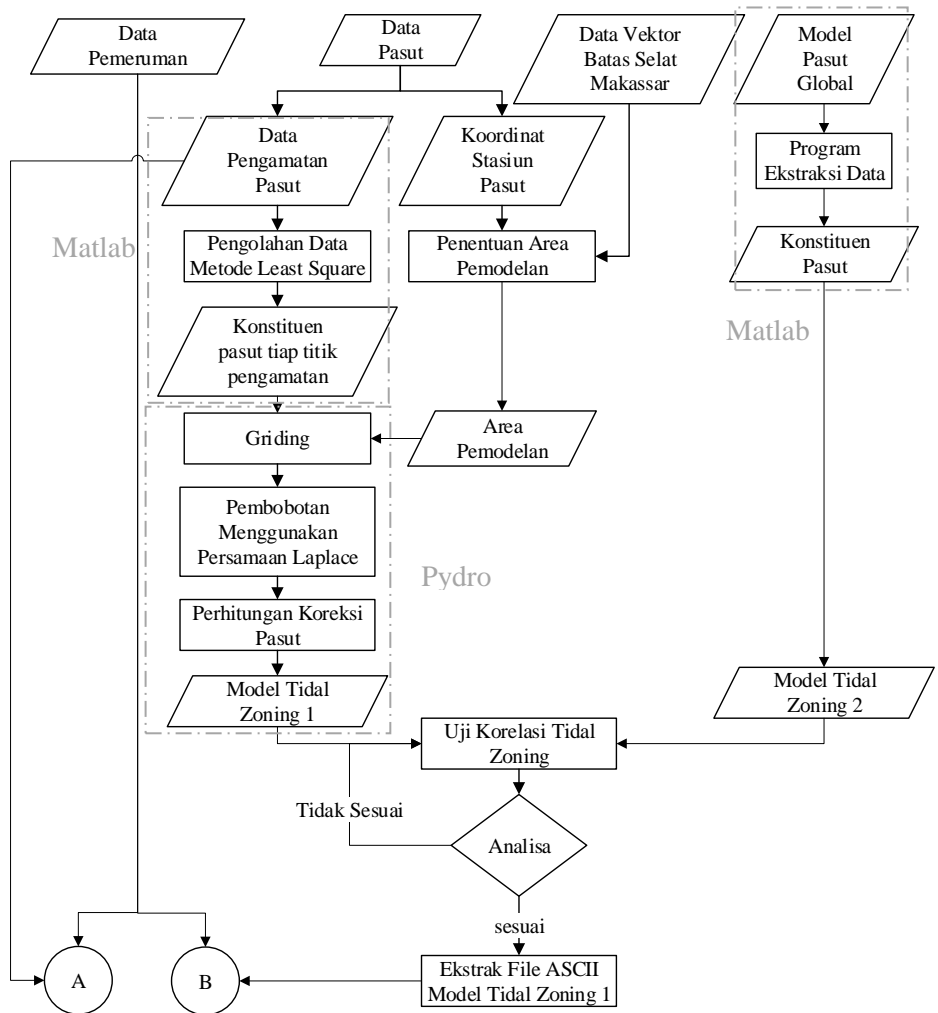 Data
Pemeruman
Data
Pasut
Data Vektor
Batas Selat
Makassar
Model
Pasut
Global
Data
Pengamatan
Pasut
Koordinat
Stasiun
Pasut
Program
Ekstraksi Data
Matlab
Pengolahan Data
Metode Least Square
Penentuan Area
Pemodelan
Konstituen
Pasut
Matlab
Konstituen
pasut tiap titik
pengamatan
Griding
Area
Pemodelan
Pembobotan
Menggunakan
Persamaan Laplace
Pydro
Perhitungan Koreksi
Pasut
Model Tidal
Zoning 1
Model Tidal
Zoning 2
Uji Korelasi Tidal
Zoning
Tidak Sesuai
Analisa
sesuai
A
B
Ekstrak File ASCII
Model Tidal Zoning 1